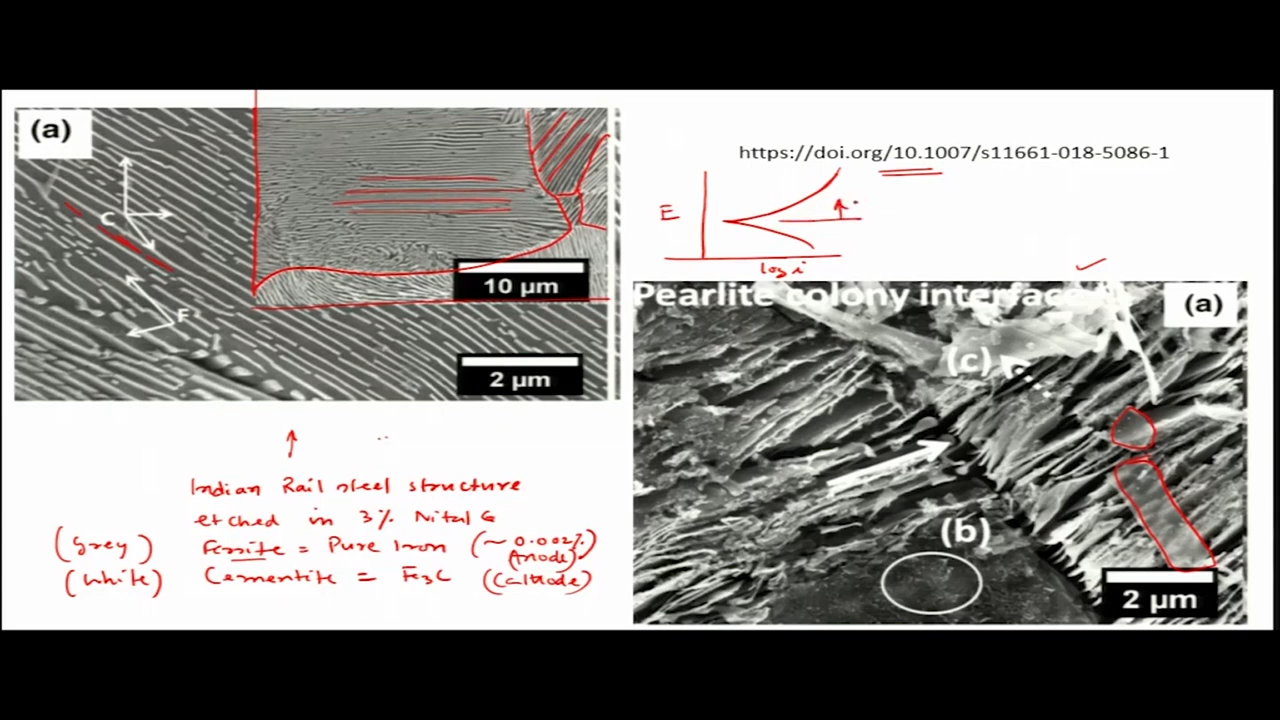 (a)
C
F
10 µm
2 µm
Indian Rail steel structure
etched in 3% Nital
(Grey) Ferrite = Pure Iron (~0.002%)
Anode)
(White) Cementite = Fe₃C (Cathode)
https://doi.org/10.1007/s11661-018-5086-1
E
log i
Pearlite colony interface
(a)
(c)
(b)
2 µm